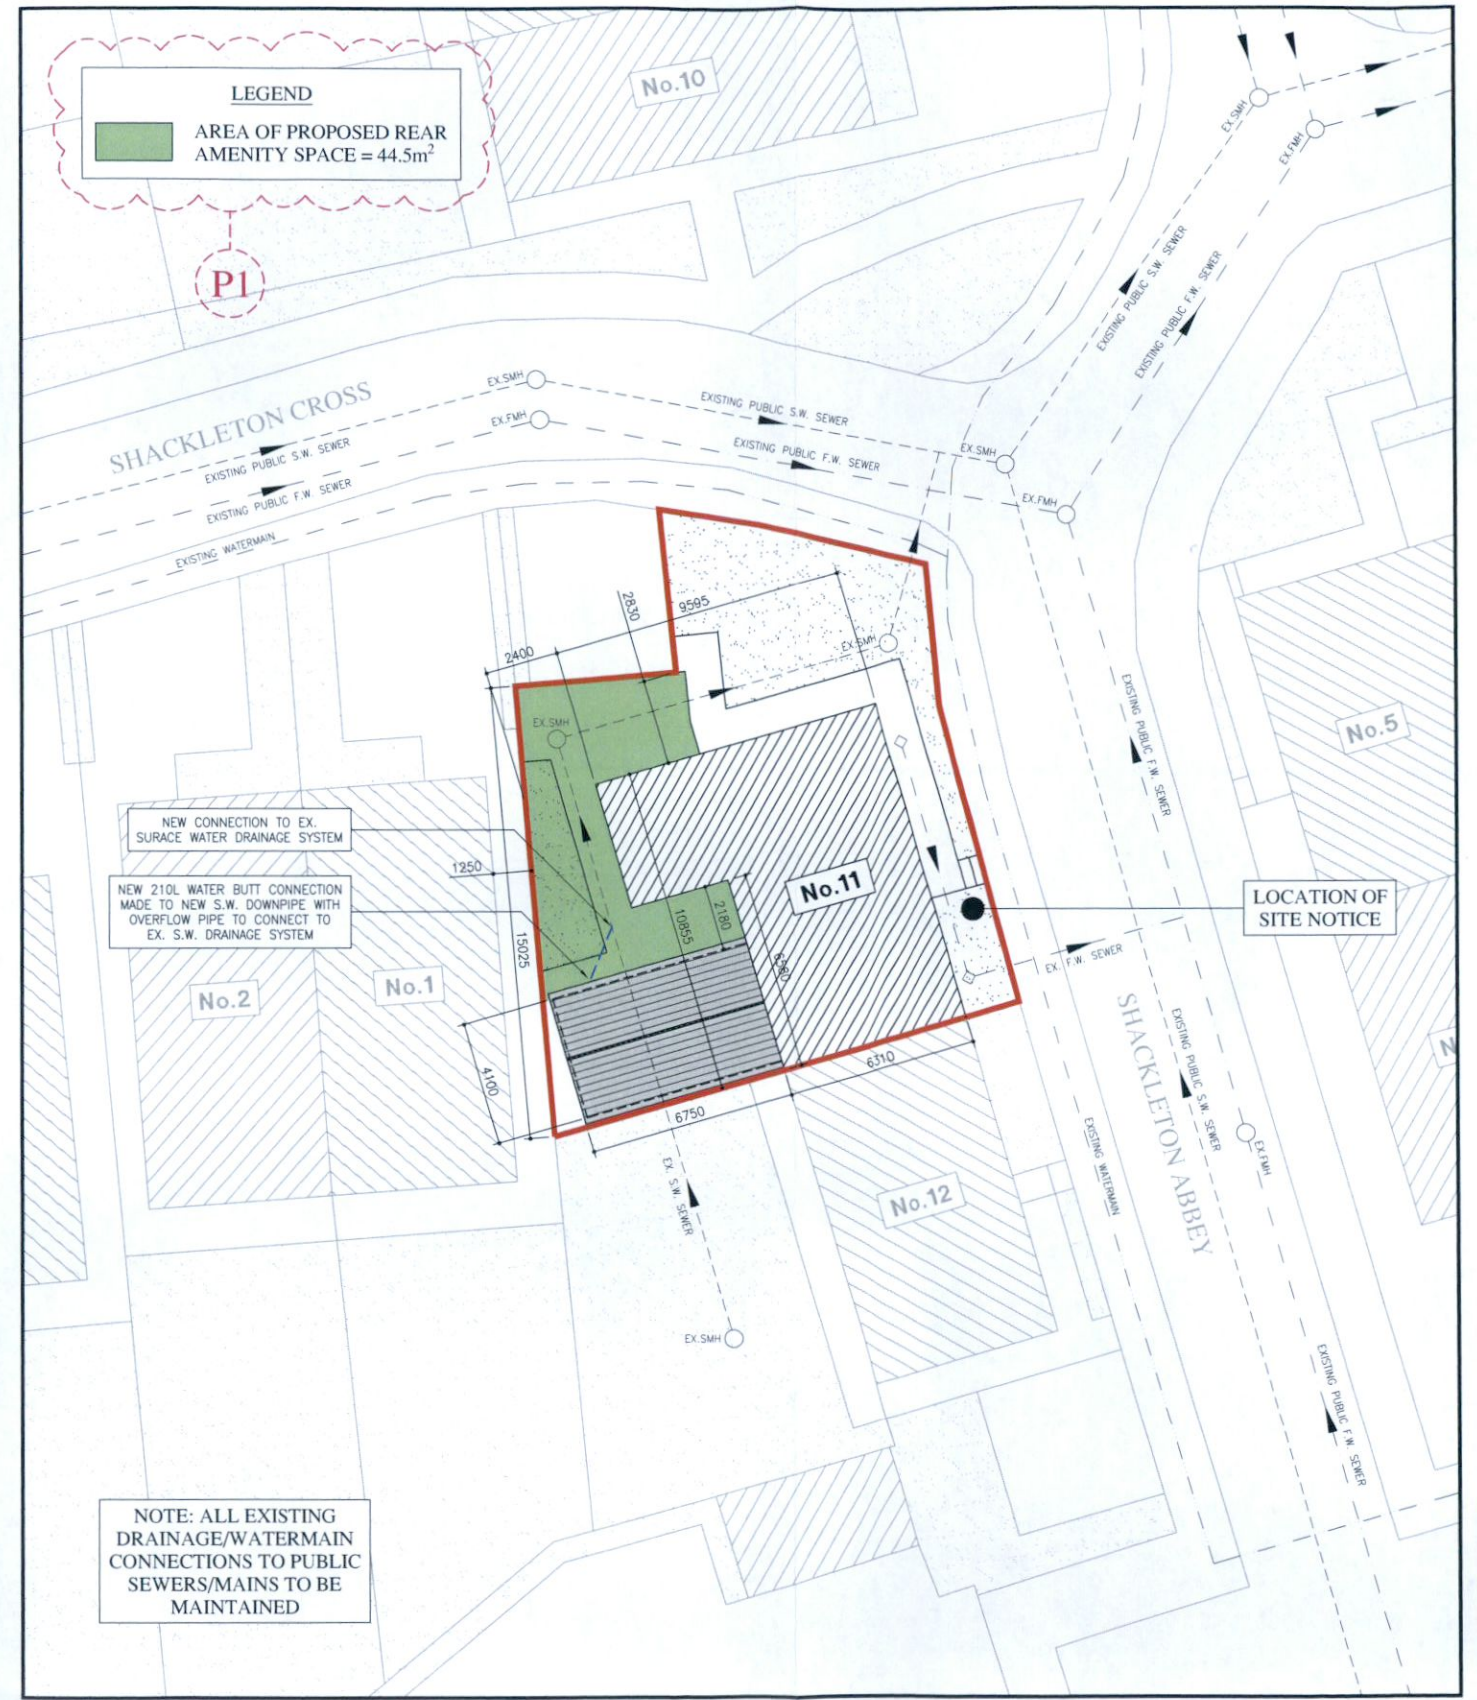 LEGEND
AREA OF PROPOSED REAR
AMENITY SPACE = 44.5m²
P1
No.10
EX.SMH
EX.FMH
EXISTING PUBLIC S.W. SEWER
EXISTING PUBLIC F.W. SEWER
SHACKLETON CROSS
EX.SMH
EX.FMH
EXISTING PUBLIC S.W. SEWER
EXISTING PUBLIC F.W. SEWER
EXISTING PUBLIC S.W. SEWER
EXISTING PUBLIC F.W. SEWER
EXISTING WATERMAIN
EX.SMH
EX.FMH
2830
9595
2400
EX.SMH
EX.SMH
EXISTING PUBLIC F.W. SEWER
No.5
NEW CONNECTION TO EX.
SURACE WATER DRAINAGE SYSTEM
1250
NEW 210L WATER BUTT CONNECTION
MADE TO NEW S.W. DOWNPIPE WITH
OVERFLOW PIPE TO CONNECT TO
EX. S.W. DRAINAGE SYSTEM
15025
10855
2180
6580
No.11
LOCATION OF
SITE NOTICE
EX. F.W. SEWER
No.2
No.1
4100
6750
6310
SHACKLETON ABBEY
EXISTING PUBLIC S.W. SEWER
EXISTING WATERMAIN
EX.FMH
EX. S.W. SEWER
No.12
EX.SMH
EXISTING PUBLIC F.W. SEWER
NOTE: ALL EXISTING
DRAINAGE/WATERMAIN
CONNECTIONS TO PUBLIC
SEWERS/MAINS TO BE
MAINTAINED